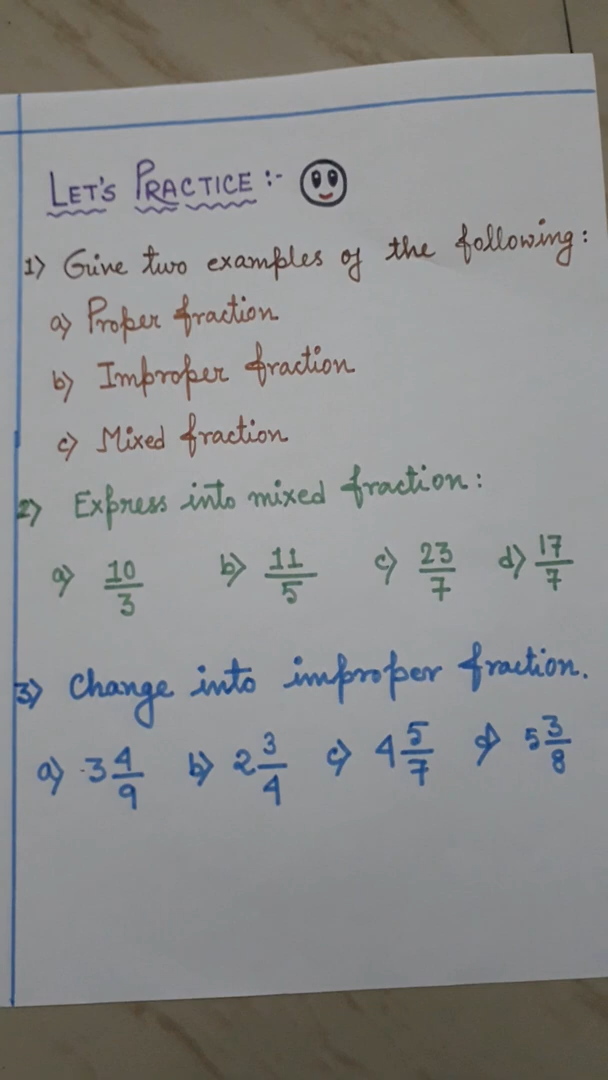 LET'S PRACTICE :-
1) Give two examples of the following:
a) Proper fraction
b) Improper fraction
c) Mixed fraction
2) Express into mixed fraction:
a) 10/3 b) 11/5 c) 23/7 d) 17/7
3) Change into improper fraction.
a) 3 4/9 b) 2 3/4 c) 4 5/7 d) 5 3/8